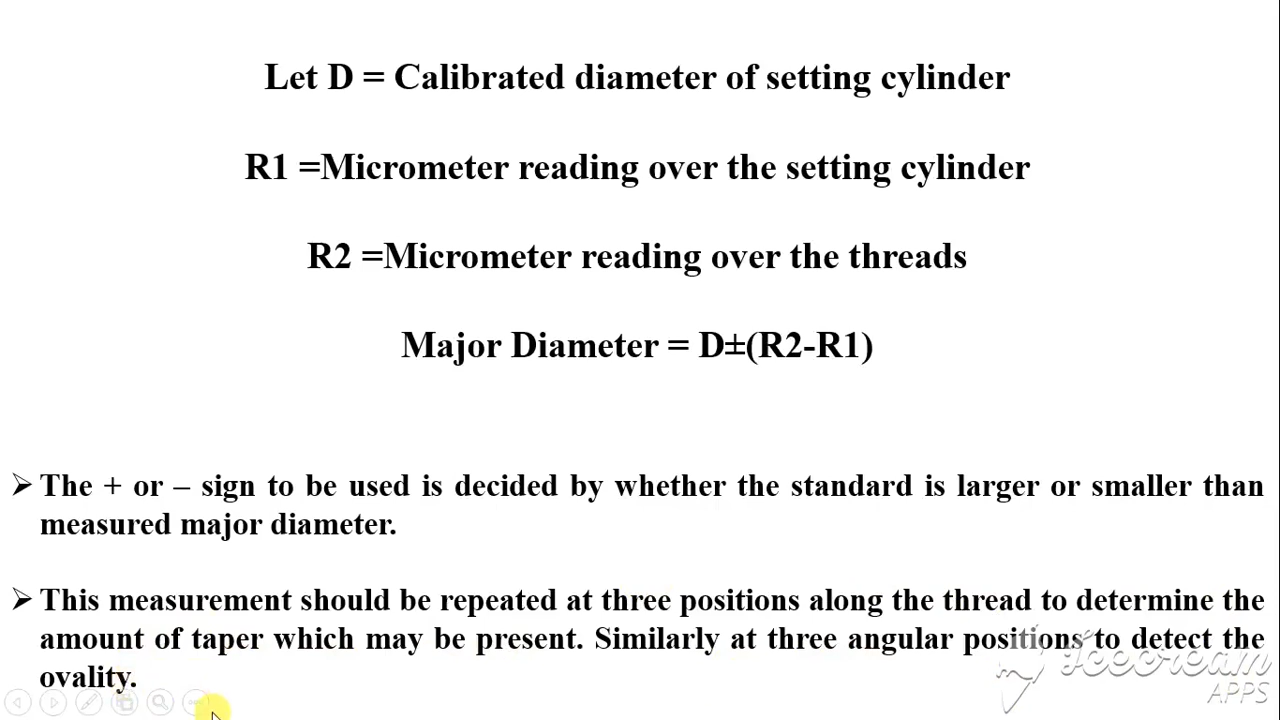 Let D = Calibrated diameter of setting cylinder
R1 =Micrometer reading over the setting cylinder
R2 =Micrometer reading over the threads
Major Diameter = D±(R2-R1)
➢ The + or – sign to be used is decided by whether the standard is larger or smaller than
measured major diameter.
➢ This measurement should be repeated at three positions along the thread to determine the
amount of taper which may be present. Similarly at three angular positions to detect the
ovality.
Icecream
APPS